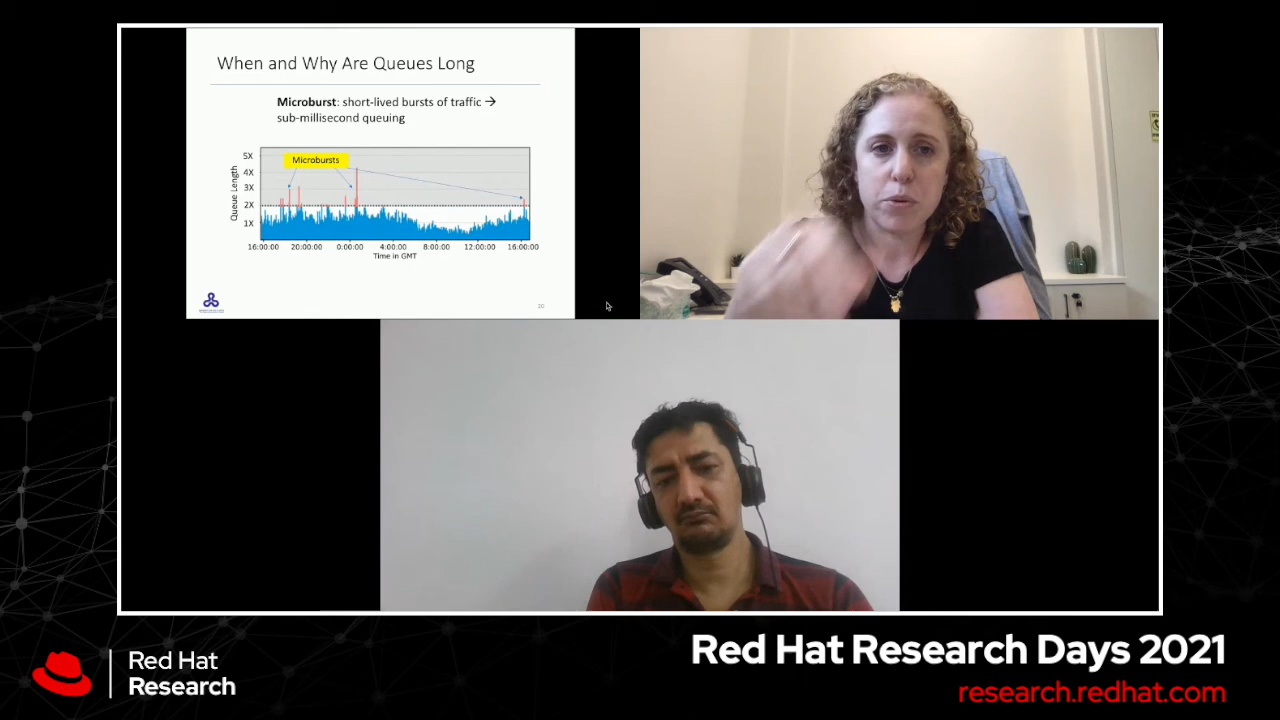 When and Why Are Queues Long
Microburst: short-lived bursts of traffic →
sub-millisecond queuing
Microbursts
Queue Length
5X
4X
3X
2X
1X
16:00:00 20:00:00 0:00:00 4:00:00 8:00:00 12:00:00 16:00:00
Time in GMT
20
Red Hat
Research
Red Hat Research Days 2021
research.redhat.com